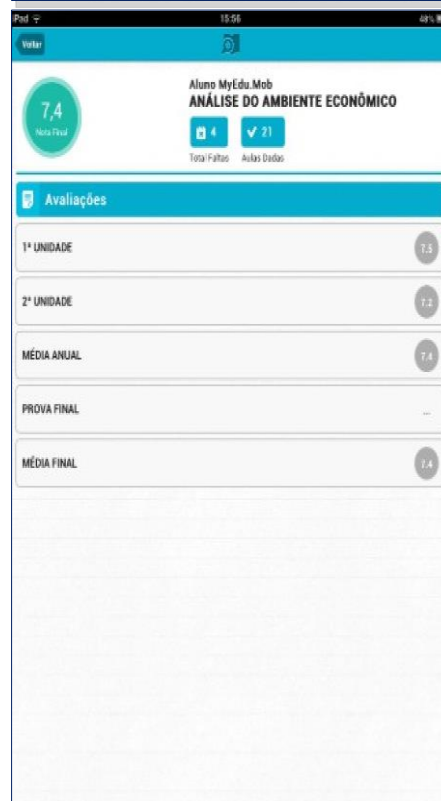 iPad 15:56 48%
Voltar
7,4
Nota Final
Aluno MyEdu.Mob
ANÁLISE DO AMBIENTE ECONÔMICO
4 21
Total Faltas Aulas Dadas
Avaliações
1ª UNIDADE 7.5
2ª UNIDADE 7.2
MÉDIA ANUAL 7.4
PROVA FINAL ...
MÉDIA FINAL 7.4